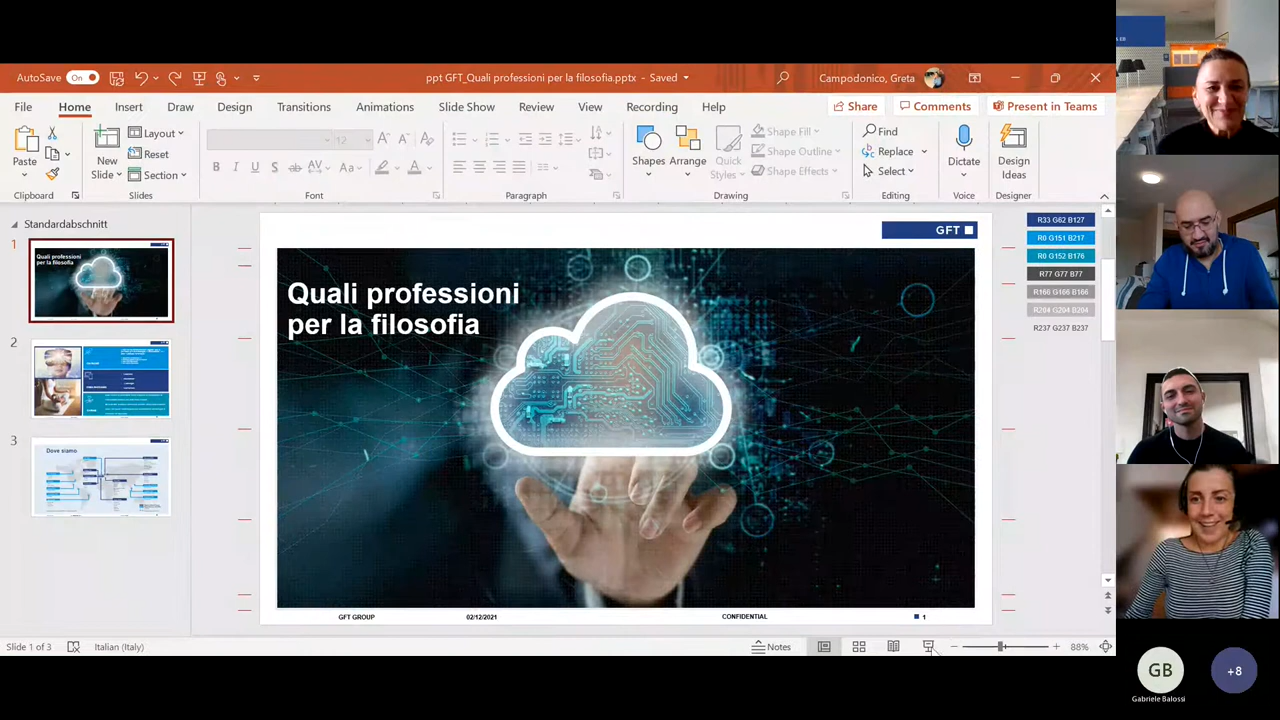 AutoSave On
ppt GFT_Quali professioni per la filosofia.pptx - Saved
Campodonico, Greta
File Home Insert Draw Design Transitions Animations Slide Show Review View Recording Help
Share Comments Present in Teams
Paste
New
Slide
Layout
Reset
Section
12
Shapes
Arrange
Quick
Styles
Shape Fill
Shape Outline
Shape Effects
Find
Replace
Select
Dictate
Design
Ideas
Clipboard Slides Font Paragraph Drawing Editing Voice Designer
Standardabschnitt
1
Quali professioni
per la filosofia
2
3
Dove siamo
GFT
Quali professioni
per la filosofia
GFT GROUP 02/12/2021 CONFIDENTIAL 1
R33 G62 B127
R0 G151 B217
R0 G152 B176
R77 G77 B77
R166 G166 B166
R204 G204 B204
R237 G237 B237
Slide 1 of 3 Italian (Italy) Notes 88%
GB
Gabriele Balossi
+8